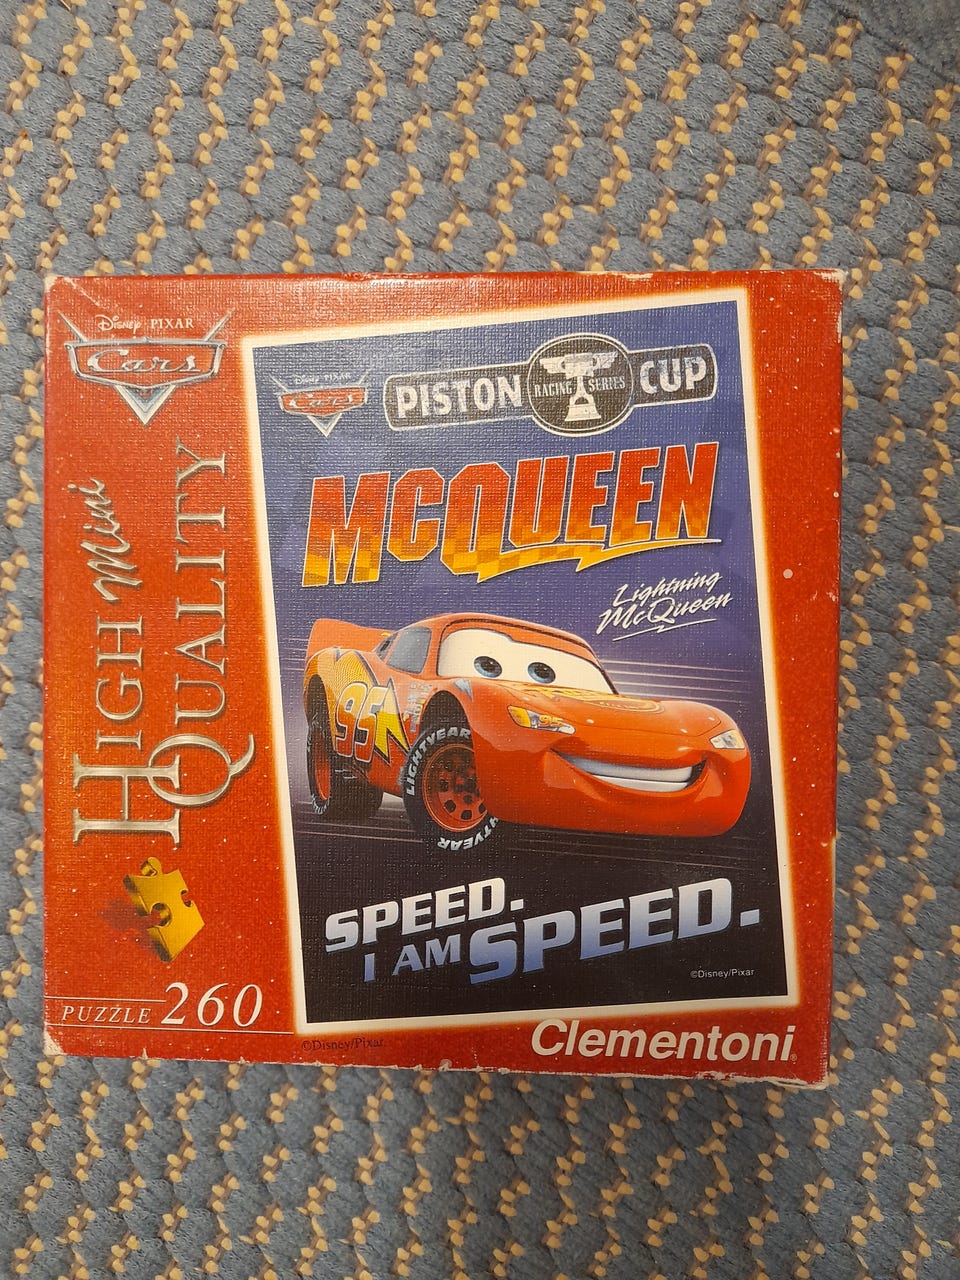 DISNEY PIXAR
Cars
HIGH Mini
QUALITY
PUZZLE 260
DISNEY PIXAR
Cars
PISTON CUP
RACING SERIES
MCQUEEN
Lightning
McQueen
95
LIGHTYEAR
TYEAR
SPEED.
I AM SPEED.
©Disney/Pixar
©Disney/Pixar
Clementoni®